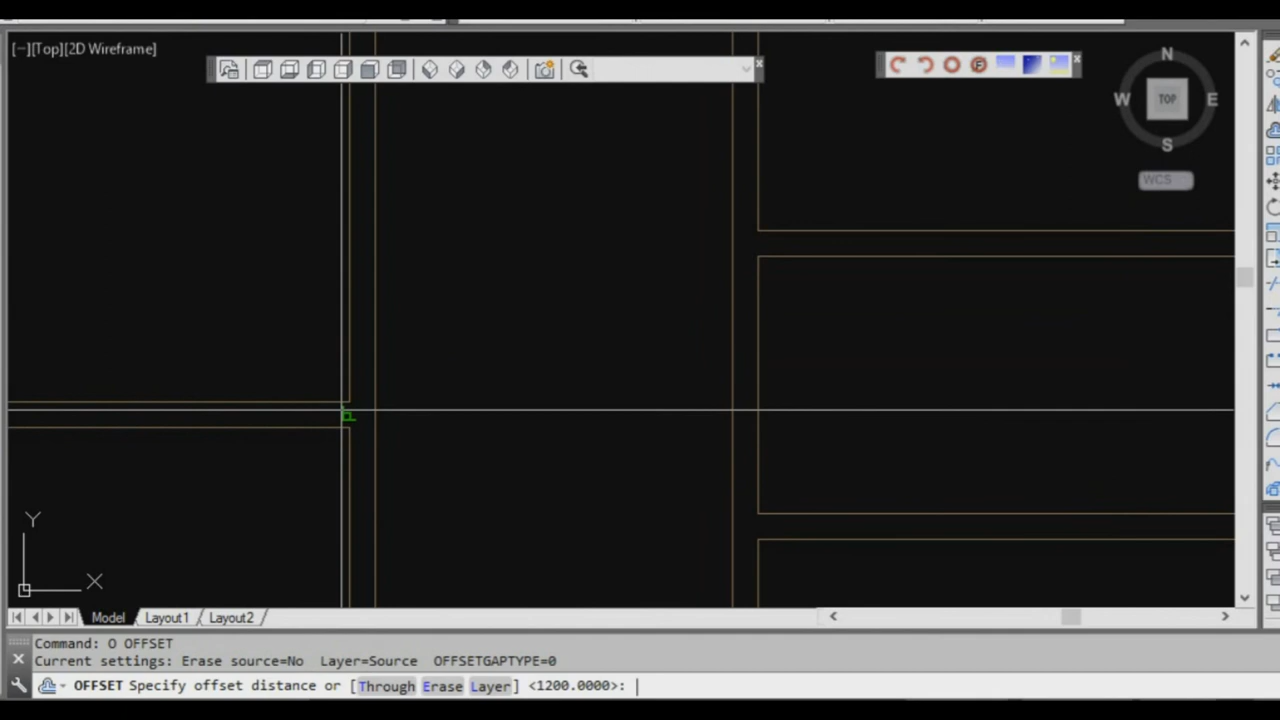 [−][Top][2D Wireframe]
N
W
TOP
E
S
WCS
Y
X
Model
Layout1
Layout2
Command: O OFFSET
Current settings: Erase source=No  Layer=Source  OFFSETGAPTYPE=0
OFFSET Specify offset distance or [Through Erase Layer] <1200.0000>: